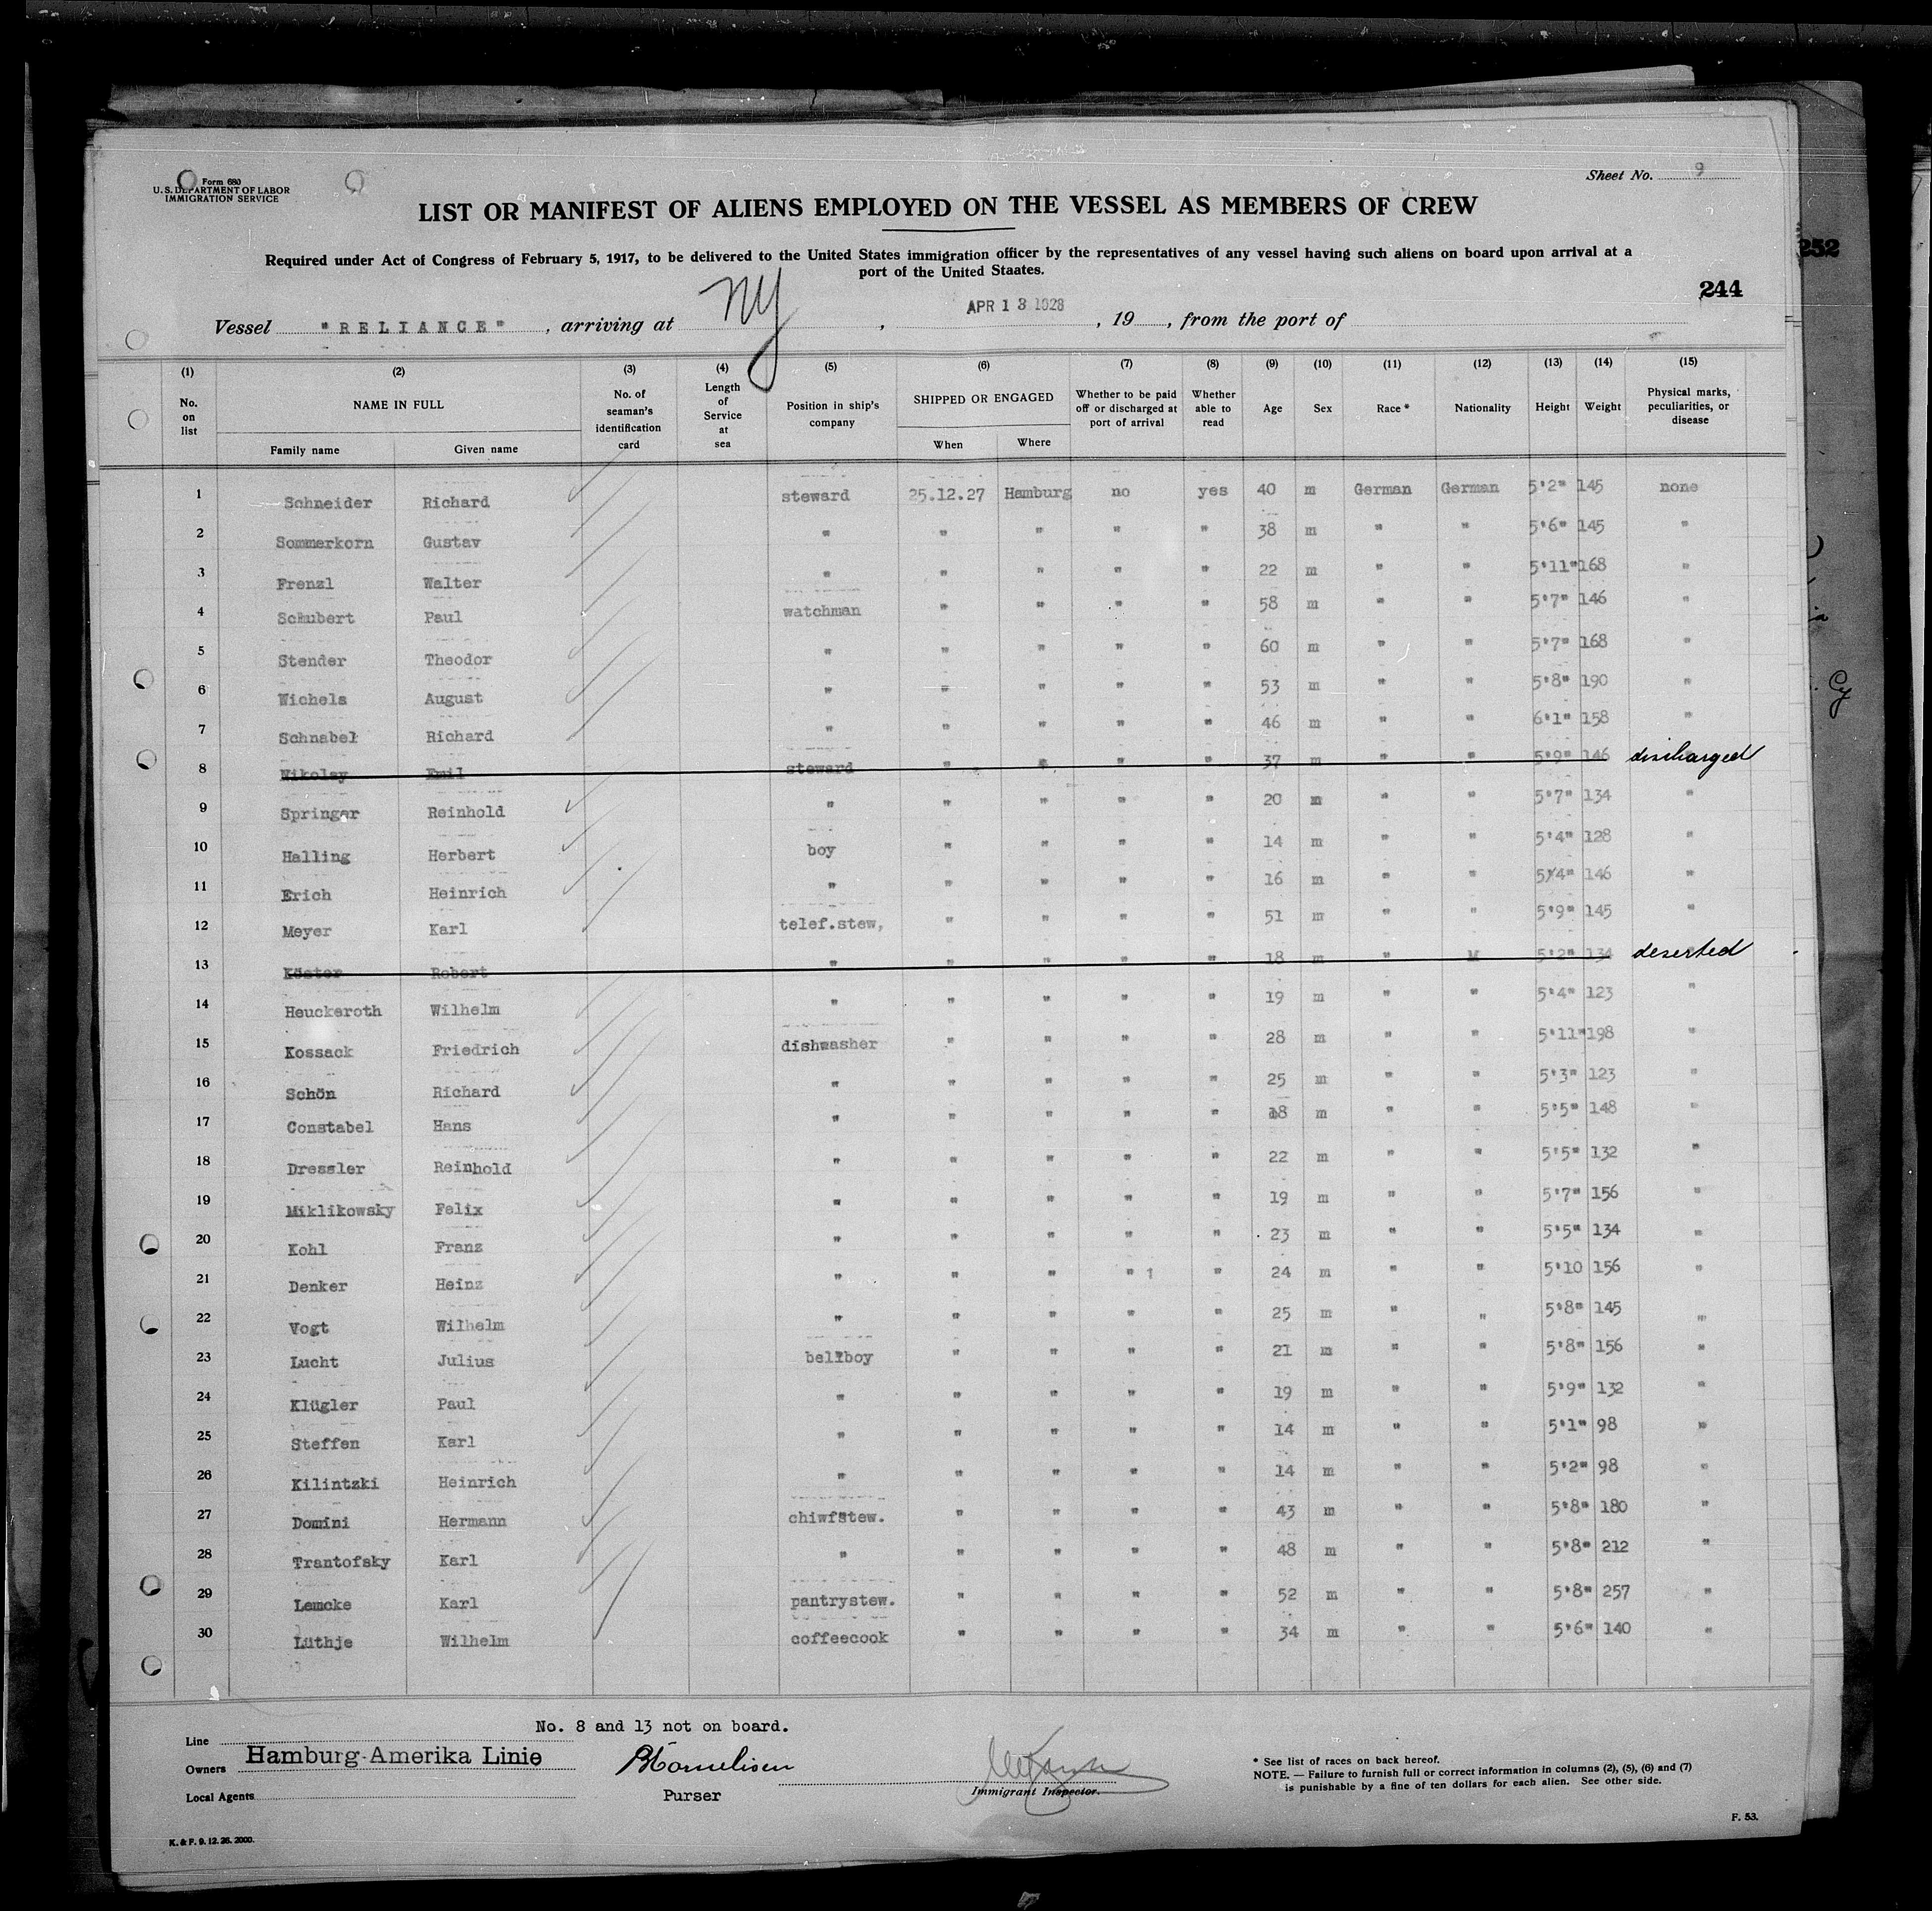 Form 680
U. S. DEPARTMENT OF LABOR
IMMIGRATION SERVICE
Sheet No. 9
LIST OR MANIFEST OF ALIENS EMPLOYED ON THE VESSEL AS MEMBERS OF CREW
Required under Act of Congress of February 5, 1917, to be delivered to the United States immigration officer by the representatives of any vessel having such aliens on board upon arrival at a
port of the United Staates.
252
244
Vessel "RELIANCE", arriving at NY, APR 13 1928, 19, from the port of
(1) (2) (3) (4) (5) (6) (7) (8) (9) (10) (11) (12) (13) (14) (15)
No. on list NAME IN FULL No. of seaman's identification card Length of Service at sea Position in ship's company SHIPPED OR ENGAGED Whether to be paid off or discharged at port of arrival Whether able to read Age Sex Race * Nationality Height Weight Physical marks, peculiarities, or disease
Family name Given name When Where
1 Schneider Richard steward 25.12.27 Hamburg no yes 40 m German German 5'2" 145 none
2 Sommerkorn Gustav " " " " " 38 m " " 5'6" 145 "
3 Frenzl Walter " " " " " 22 m " " 5'11" 168 "
4 Schubert Paul watchman " " " " 58 m " " 5'7" 146 "
5 Stender Theodor " " " " " 60 m " " 5'7" 168 "
6 Wichels August " " " " " 53 m " " 5'8" 190 "
7 Schnabel Richard " " " " " 46 m " " 6'1" 158 "
8 Nikolay Emil steward " " " " 37 m " " 5'9" 146 discharged
9 Springer Reinhold " " " " " 20 m " " 5'7" 134 "
10 Halling Herbert boy " " " " 14 m " " 5'4" 128 "
11 Erich Heinrich " " " " " 16 m " " 5'4" 146 "
12 Meyer Karl telef.stew, " " " " 51 m " " 5'9" 145 "
13 Köster Robert " " " " " 18 m " M 5'2" 134 deserted
14 Heuckeroth Wilhelm " " " " " 19 m " " 5'4" 123 "
15 Kossack Friedrich dishwasher " " " " 28 m " " 5'11" 198 "
16 Schön Richard " " " " " 25 m " " 5'3" 123 "
17 Constabel Hans " " " " " 18 m " " 5'5" 148 "
18 Dressler Reinhold " " " " " 22 m " " 5'5" 132 "
19 Miklikowsky Felix " " " " " 19 m " " 5'7" 156 "
20 Kohl Franz " " " " " 23 m " " 5'5" 134 "
21 Denker Heinz " " " " " 24 m " " 5'10 156 "
22 Vogt Wilhelm " " " " " 25 m " " 5'8" 145 "
23 Lucht Julius bellboy " " " " 21 m " " 5'8" 156 "
24 Klügler Paul " " " " " 19 m " " 5'9" 132 "
25 Steffen Karl " " " " " 14 m " " 5'1" 98 "
26 Kilintzki Heinrich " " " " " 14 m " " 5'2" 98 "
27 Domini Hermann chiwfstew. " " " " 43 m " " 5'8" 180 "
28 Trantofsky Karl " " " " " 48 m " " 5'8" 212 "
29 Lemcke Karl pantrystew. " " " " 52 m " " 5'8" 257 "
30 Lüthje Wilhelm coffeecook " " " " 34 m " " 5'6" 140 "
No. 8 and 13 not on board.
Line
Owners Hamburg-Amerika Linie
Local Agents
Purser
Immigrant Inspector.
* See list of races on back hereof.
NOTE. — Failure to furnish full or correct information in columns (2), (5), (6) and (7)
is punishable by a fine of ten dollars for each alien. See other side.
K. & F. 9. 12. 26. 2000.
F. 53.